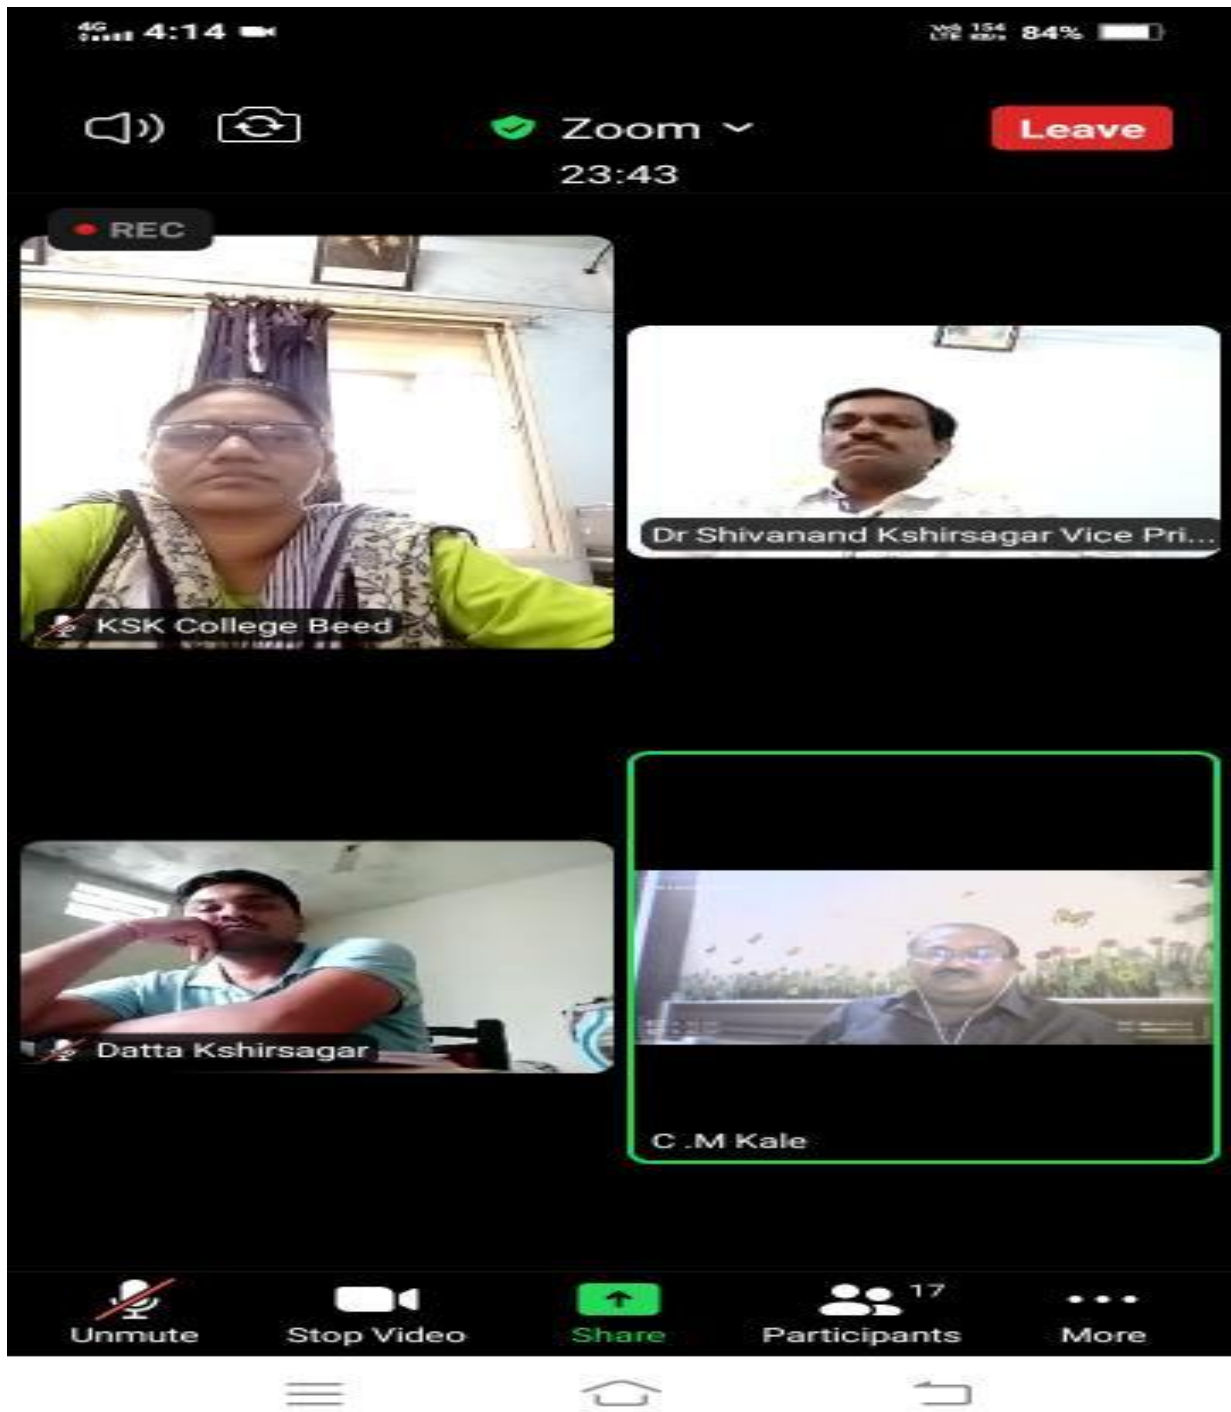 4G 4:14 84%
Zoom Leave
23:43
REC
KSK College Beed
Dr Shivanand Kshirsagar Vice Pri...
Datta Kshirsagar
C .M Kale
17
Unmute Stop Video Share Participants More